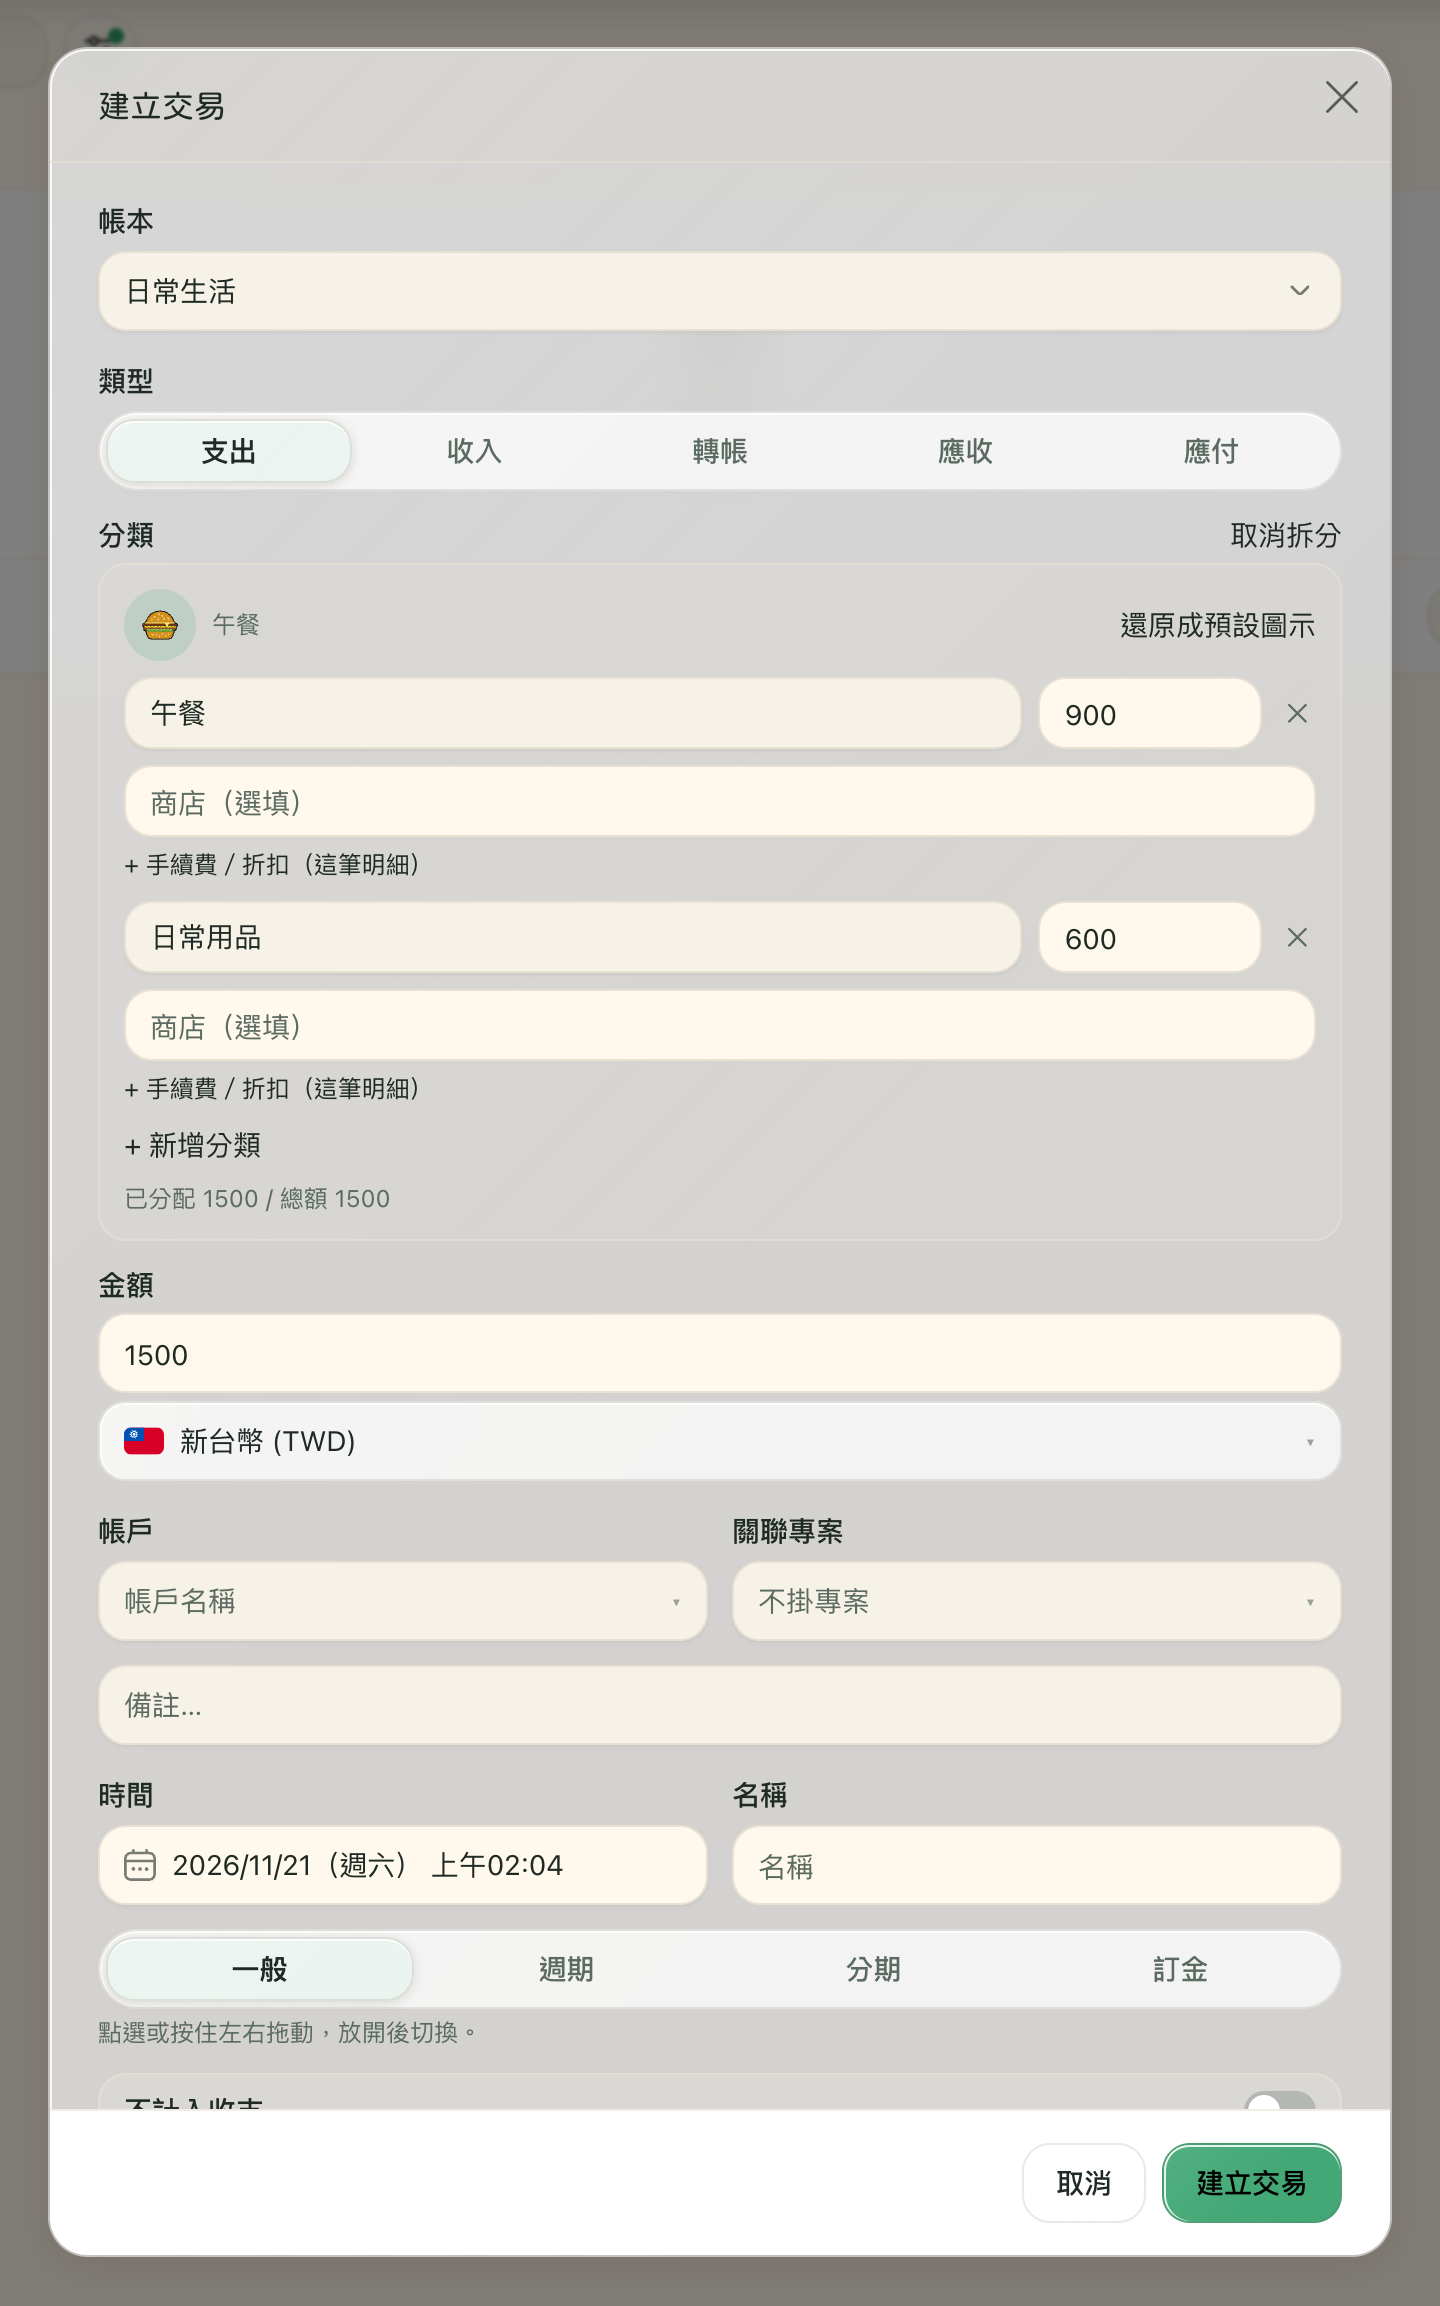 建立交易
帳本
日常生活
類型
支出 收入 轉帳 應收 應付
分類 取消拆分
午餐 還原成預設圖示
午餐 900
商店（選填）
+ 手續費 / 折扣（這筆明細）
日常用品 600
商店（選填）
+ 手續費 / 折扣（這筆明細）
+ 新增分類
已分配 1500 / 總額 1500
金額
1500
新台幣 (TWD)
帳戶 關聯專案
帳戶名稱 不掛專案
備註...
時間 名稱
2026/11/21（週六） 上午02:04 名稱
一般 週期 分期 訂金
點選或按住左右拖動，放開後切換。
不計入收支
取消 建立交易